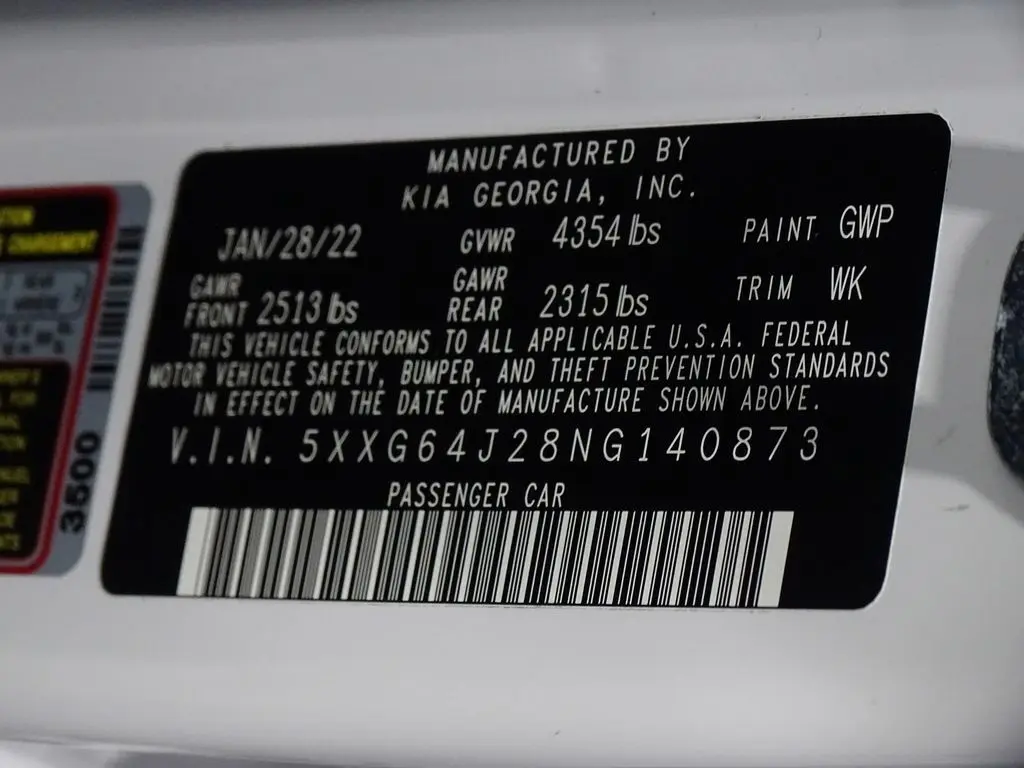 MANUFACTURED BY
KIA GEORGIA, INC.
JAN/28/22 GVWR 4354 lbs PAINT GWP
GAWR FRONT 2513 lbs GAWR REAR 2315 lbs TRIM WK
THIS VEHICLE CONFORMS TO ALL APPLICABLE U.S.A. FEDERAL
MOTOR VEHICLE SAFETY, BUMPER, AND THEFT PREVENTION STANDARDS
IN EFFECT ON THE DATE OF MANUFACTURE SHOWN ABOVE.
V.I.N. 5XXG64J28NG140873
PASSENGER CAR
3500